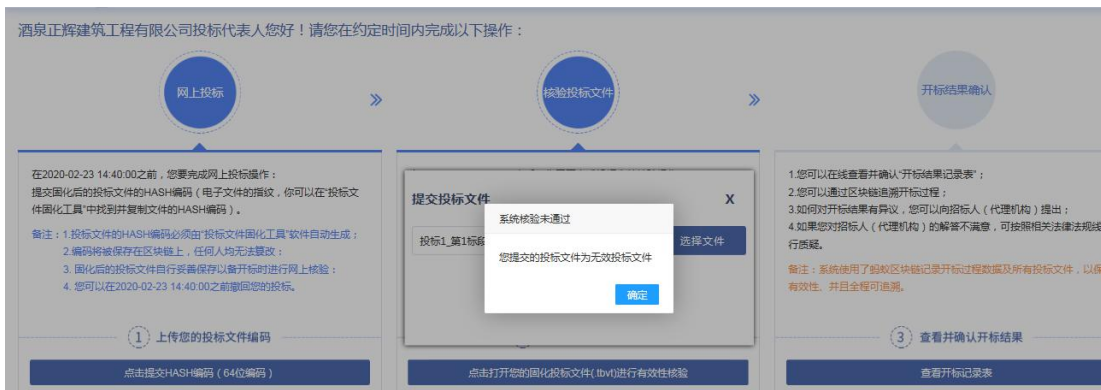 酒泉正辉建筑工程有限公司投标代表人您好！请您在约定时间内完成以下操作：
网上投标
核验投标文件
开标结果确认
在2020-02-23 14:40:00之前，您要完成网上投标操作：
提交固化后的投标文件的HASH编码（电子文件的指纹，你可以在“投标文
件固化工具”中找到并复制文件的HASH编码）。
备注：1.投标文件的HASH编码必须由“投标文件固化工具”软件自动生成；
2.编码将被保存在区块链上，任何人均无法篡改；
3. 固化后的投标文件自行妥善保存以备开标时进行网上核验；
4. 您可以在2020-02-23 14:40:00之前撤回您的投标。
1 上传您的投标文件编码
点击提交HASH编码（64位编码）
提交投标文件
X
投标1_第1标段
选择文件
系统核验未通过
您提交的投标文件为无效投标文件
确定
点击打开您的固化投标文件(.tbvt)进行有效性核验
1.您可以在线查看并确认“开标结果记录表”；
2.您可以通过区块链追溯开标过程；
3.如何对开标结果有异议，您可以向招标人（代理机构）提出；
4.如果您对招标人（代理机构）的解答不满意，可按照相关法律法规线
行质疑。
备注：系统使用了蚂蚁区块链记录开标过程数据及所有投标文件，以保
有效性、并且全程可追溯。
3 查看并确认开标结果
查看开标记录表